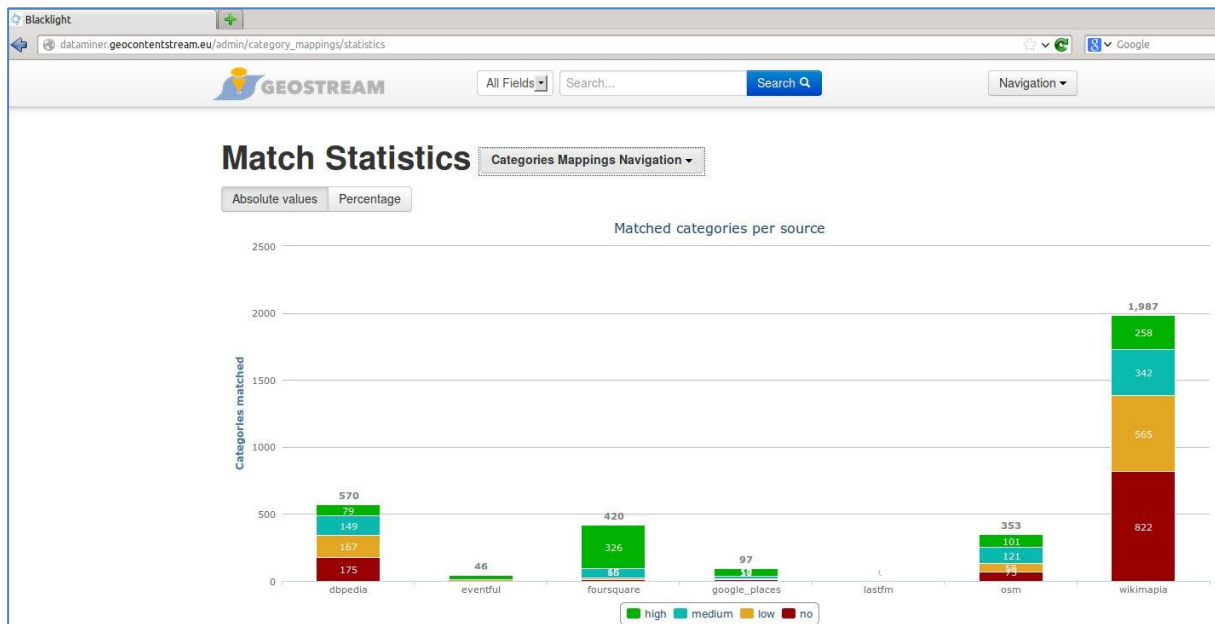 Blacklight
dataminer.geocontentstream.eu/admin/category_mappings/statistics
Google
GEOSTREAM
All Fields
Search...
Search
Navigation
Match Statistics
Categories Mappings Navigation
Absolute values
Percentage
Matched categories per source
Categories matched
2500
2000
1500
1000
500
0
570
79
149
167
175
46
420
326
97
353
101
121
58
73
1,987
258
342
565
822
dbpedia
eventful
foursquare
google_places
lastfm
osm
wikimapia
high
medium
low
no